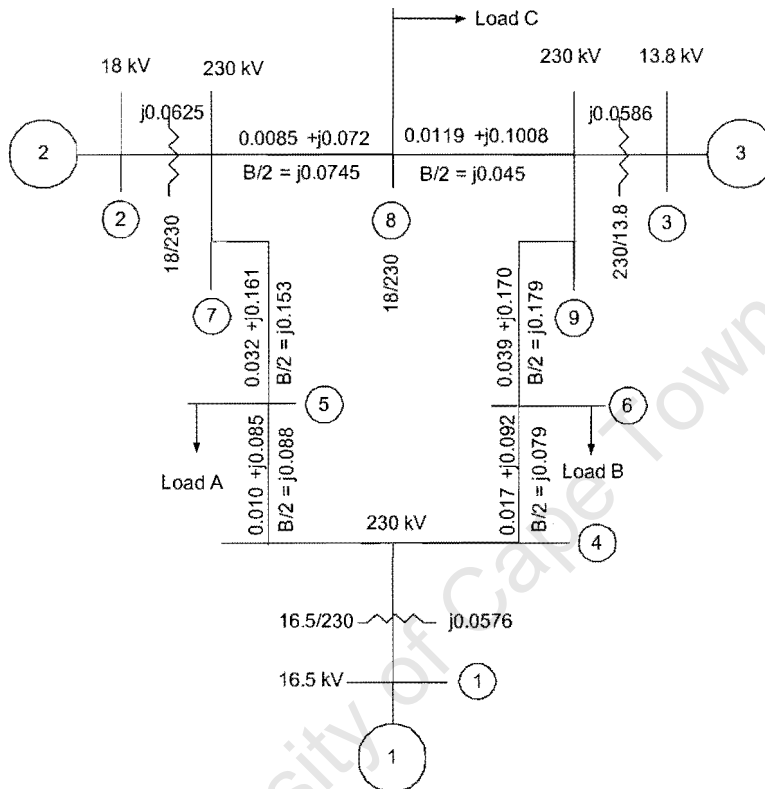 Load C
18 kV
230 kV
230 kV
13.8 kV
j0.0625
0.0085 +j0.072
0.0119 +j0.1008
j0.0586
2
3
B/2 = j0.0745
B/2 = j0.045
2
8
3
18/230
18/230
230/13.8
7
9
0.032 +j0.161
B/2 = j0.153
0.039 +j0.170
B/2 = j0.179
5
6
Load A
0.010 +j0.085
B/2 = j0.088
0.017 +j0.092
B/2 = j0.079
Load B
230 kV
4
16.5/230
j0.0576
16.5 kV
1
1
sity of Cape Town